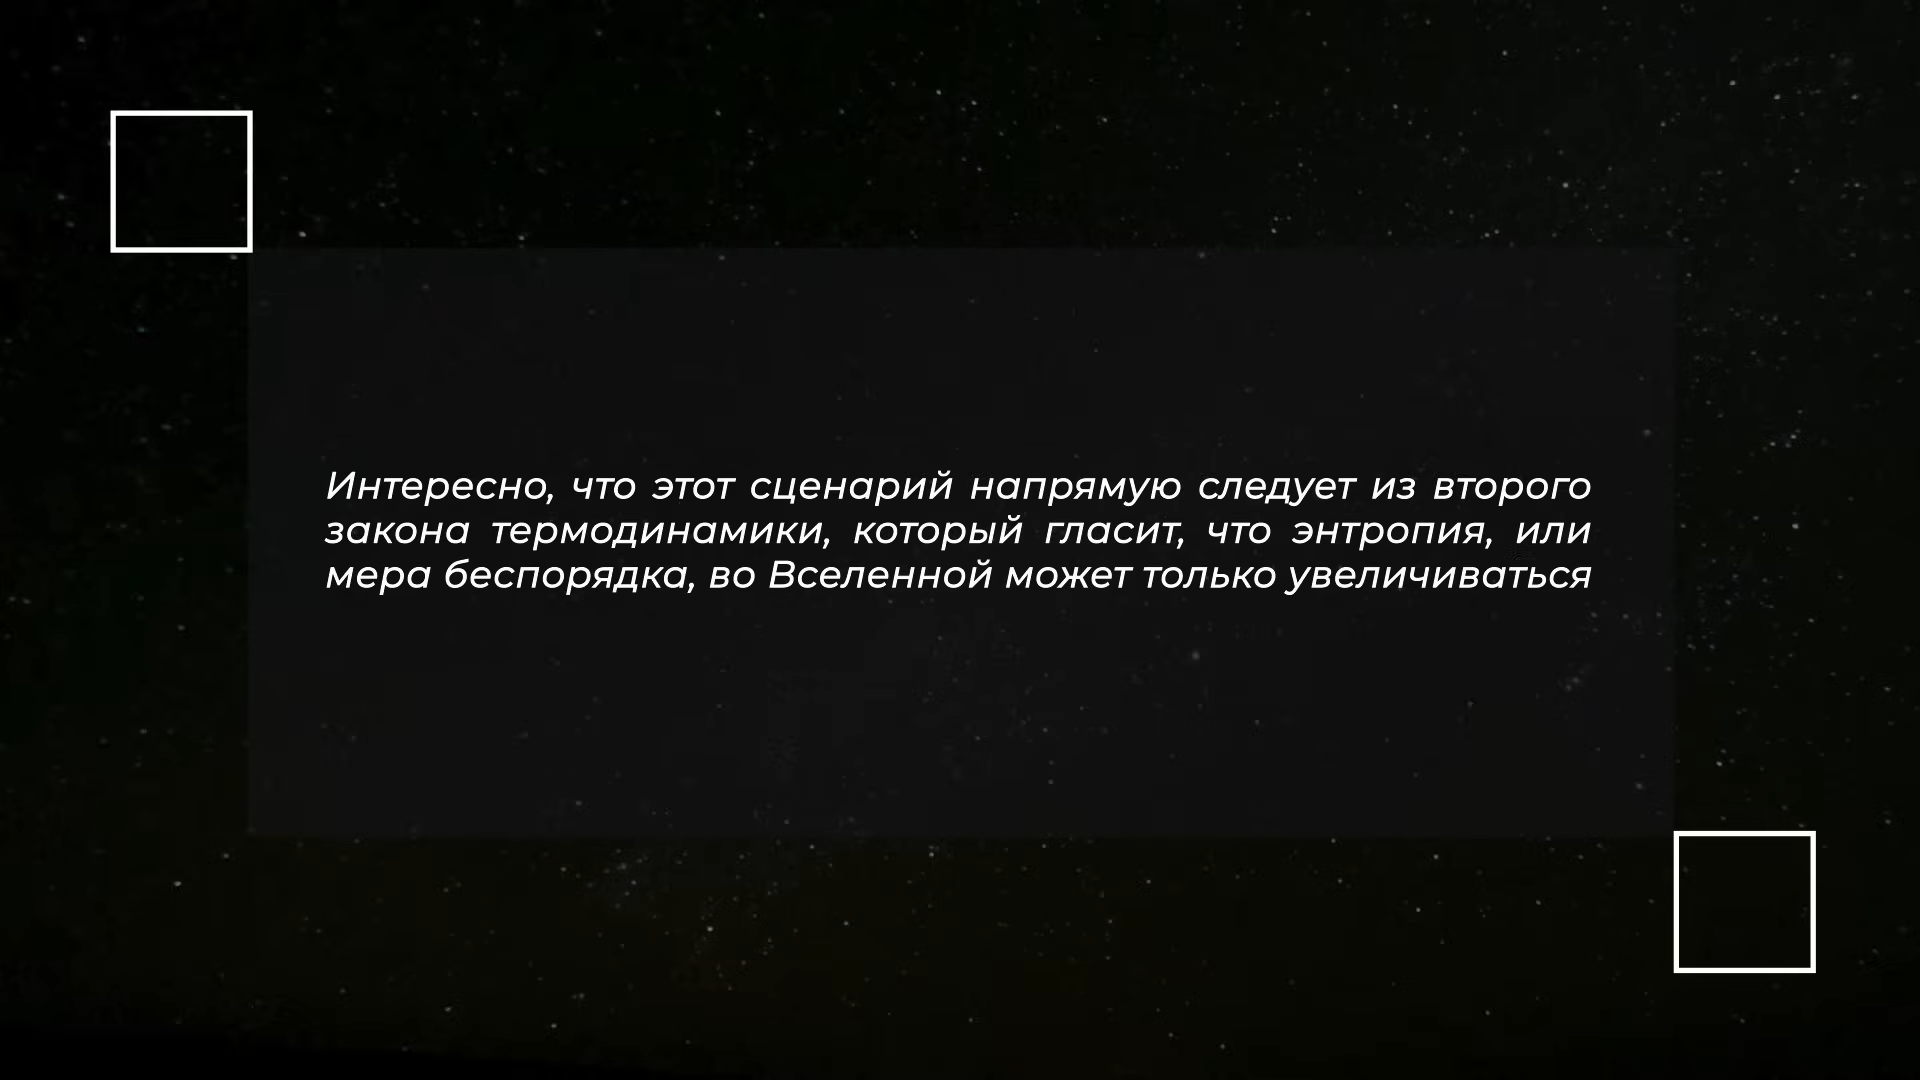 Интересно, что этот сценарий напрямую следует из второго
закона термодинамики, который гласит, что энтропия, или
мера беспорядка, во Вселенной может только увеличиваться